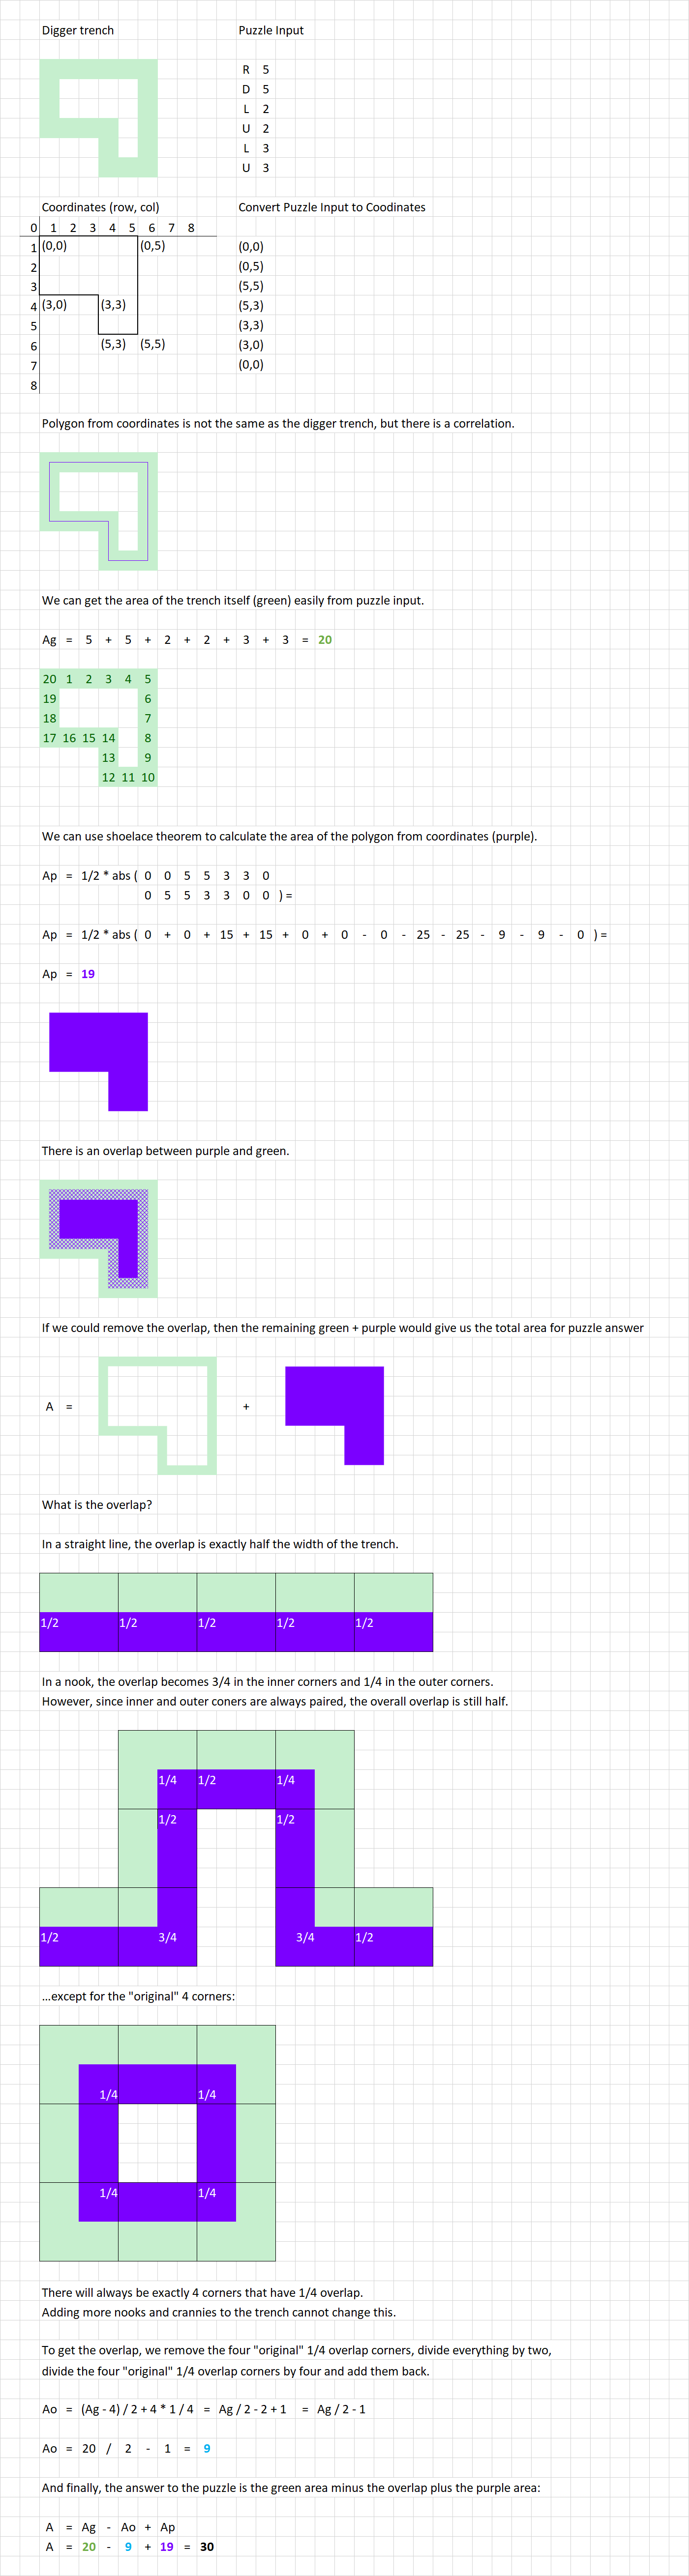 Digger trench Puzzle Input
R 5
D 5
L 2
U 2
L 3
U 3
Coordinates (row, col) Convert Puzzle Input to Coodinates
0 1 2 3 4 5 6 7 8
1 (0,0) (0,5) (0,0)
2 (0,5)
3 (5,5)
4 (3,0) (3,3) (5,3)
5 (3,3)
6 (5,3) (5,5) (3,0)
7 (0,0)
8
Polygon from coordinates is not the same as the digger trench, but there is a correlation.
We can get the area of the trench itself (green) easily from puzzle input.
Ag = 5 + 5 + 2 + 2 + 3 + 3 = 20
20 1 2 3 4 5
19 6
18 7
17 16 15 14 8
13 9
12 11 10
We can use shoelace theorem to calculate the area of the polygon from coordinates (purple).
Ap = 1/2 * abs ( 0 0 5 5 3 3 0
0 5 5 3 3 0 0 ) =
Ap = 1/2 * abs ( 0 + 0 + 15 + 15 + 0 + 0 - 0 - 25 - 25 - 9 - 9 - 0 ) =
Ap = 19
There is an overlap between purple and green.
If we could remove the overlap, then the remaining green + purple would give us the total area for puzzle answer
A = +
What is the overlap?
In a straight line, the overlap is exactly half the width of the trench.
1/2 1/2 1/2 1/2 1/2
In a nook, the overlap becomes 3/4 in the inner corners and 1/4 in the outer corners.
However, since inner and outer coners are always paired, the overall overlap is still half.
1/4 1/2 1/4
1/2 1/2
1/2 3/4 3/4 1/2
...except for the "original" 4 corners:
1/4 1/4
1/4 1/4
There will always be exactly 4 corners that have 1/4 overlap.
Adding more nooks and crannies to the trench cannot change this.
To get the overlap, we remove the four "original" 1/4 overlap corners, divide everything by two,
divide the four "original" 1/4 overlap corners by four and add them back.
Ao = (Ag - 4) / 2 + 4 * 1 / 4 = Ag / 2 - 2 + 1 = Ag / 2 - 1
Ao = 20 / 2 - 1 = 9
And finally, the answer to the puzzle is the green area minus the overlap plus the purple area:
A = Ag - Ao + Ap
A = 20 - 9 + 19 = 30